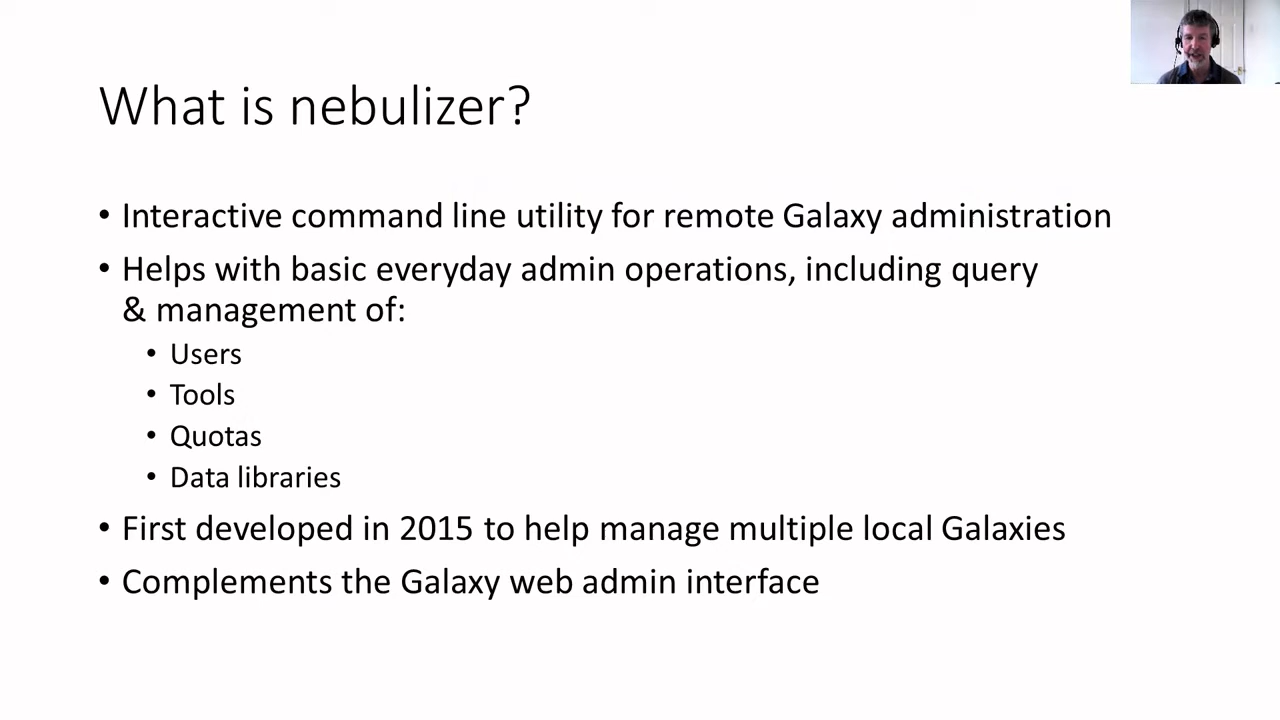 What is nebulizer?
• Interactive command line utility for remote Galaxy administration
• Helps with basic everyday admin operations, including query
& management of:
• Users
• Tools
• Quotas
• Data libraries
• First developed in 2015 to help manage multiple local Galaxies
• Complements the Galaxy web admin interface